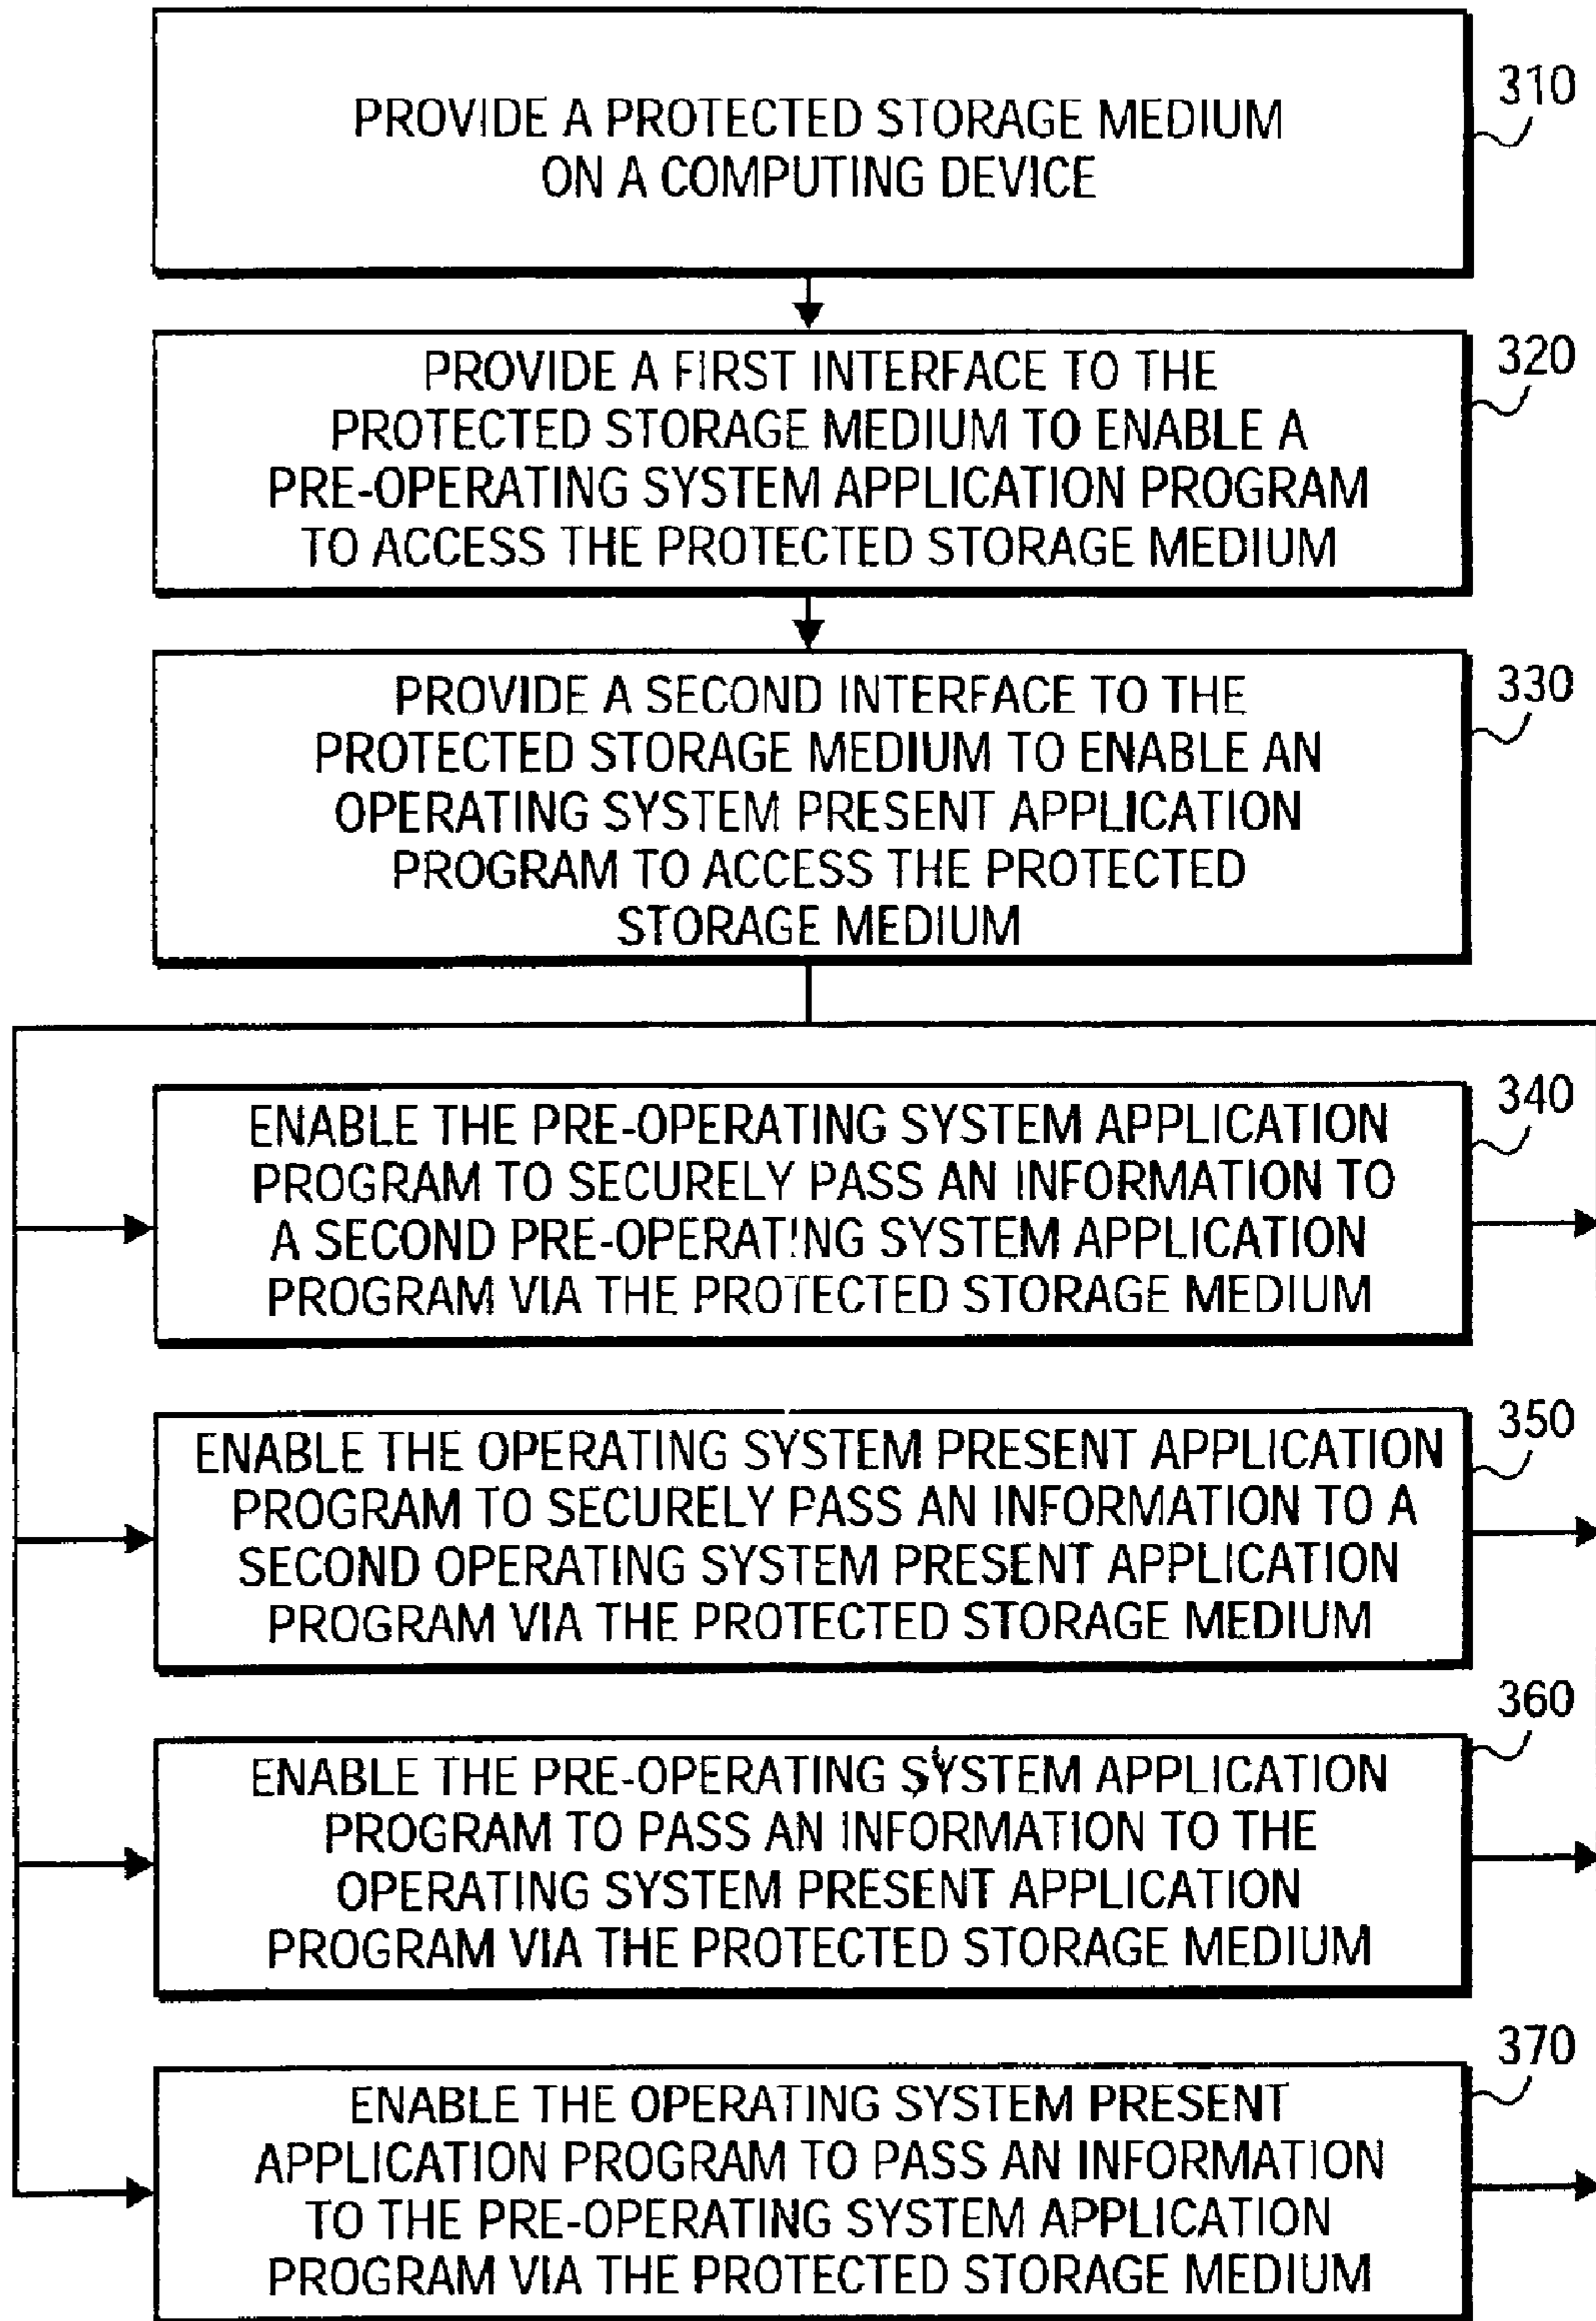 PROVIDE A PROTECTED STORAGE MEDIUM
ON A COMPUTING DEVICE
310
PROVIDE A FIRST INTERFACE TO THE
PROTECTED STORAGE MEDIUM TO ENABLE A
PRE-OPERATING SYSTEM APPLICATION PROGRAM
TO ACCESS THE PROTECTED STORAGE MEDIUM
320
PROVIDE A SECOND INTERFACE TO THE
PROTECTED STORAGE MEDIUM TO ENABLE AN
OPERATING SYSTEM PRESENT APPLICATION
PROGRAM TO ACCESS THE PROTECTED
STORAGE MEDIUM
330
ENABLE THE PRE-OPERATING SYSTEM APPLICATION
PROGRAM TO SECURELY PASS AN INFORMATION TO
A SECOND PRE-OPERATING SYSTEM APPLICATION
PROGRAM VIA THE PROTECTED STORAGE MEDIUM
340
ENABLE THE OPERATING SYSTEM PRESENT APPLICATION
PROGRAM TO SECURELY PASS AN INFORMATION TO A
SECOND OPERATING SYSTEM PRESENT APPLICATION
PROGRAM VIA THE PROTECTED STORAGE MEDIUM
350
ENABLE THE PRE-OPERATING SYSTEM APPLICATION
PROGRAM TO PASS AN INFORMATION TO THE
OPERATING SYSTEM PRESENT APPLICATION
PROGRAM VIA THE PROTECTED STORAGE MEDIUM
360
ENABLE THE OPERATING SYSTEM PRESENT
APPLICATION PROGRAM TO PASS AN INFORMATION
TO THE PRE-OPERATING SYSTEM APPLICATION
PROGRAM VIA THE PROTECTED STORAGE MEDIUM
370